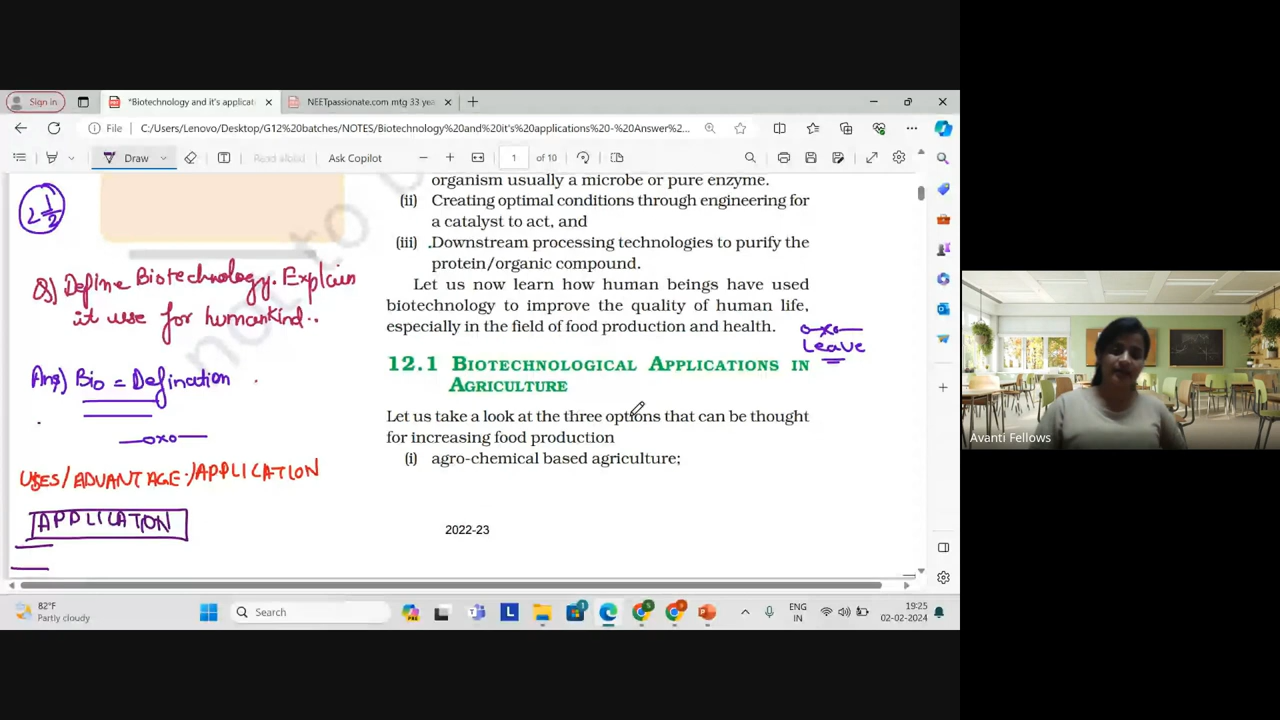 Sign in
*Biotechnology and it's applicati
NEETpassionate.com mtg 33 yea
File
C:/Users/Lenovo/Desktop/G12%20batches/NOTES/Biotechnology%20and%20it's%20applications%20-%20Answer%2...
Draw
Read aloud
Ask Copilot
1
of 10
organism usually a microbe or pure enzyme.
(ii) Creating optimal conditions through engineering for
a catalyst to act, and
(iii) Downstream processing technologies to purify the
protein/organic compound.
Let us now learn how human beings have used
biotechnology to improve the quality of human life,
especially in the field of food production and health.
Leave
12.1 BIOTECHNOLOGICAL APPLICATIONS IN
AGRICULTURE
Let us take a look at the three options that can be thought
for increasing food production
(i) agro-chemical based agriculture;
2022-23
2 1/2
not to
Q) Define Biotechnology. Explain
it use for humankind..
Ans) Bio = Defination
USES/ADVANTAGE/APPLICATION
APPLICATION
Avanti Fellows
82°F
Partly cloudy
Search
ENG
IN
19:25
02-02-2024